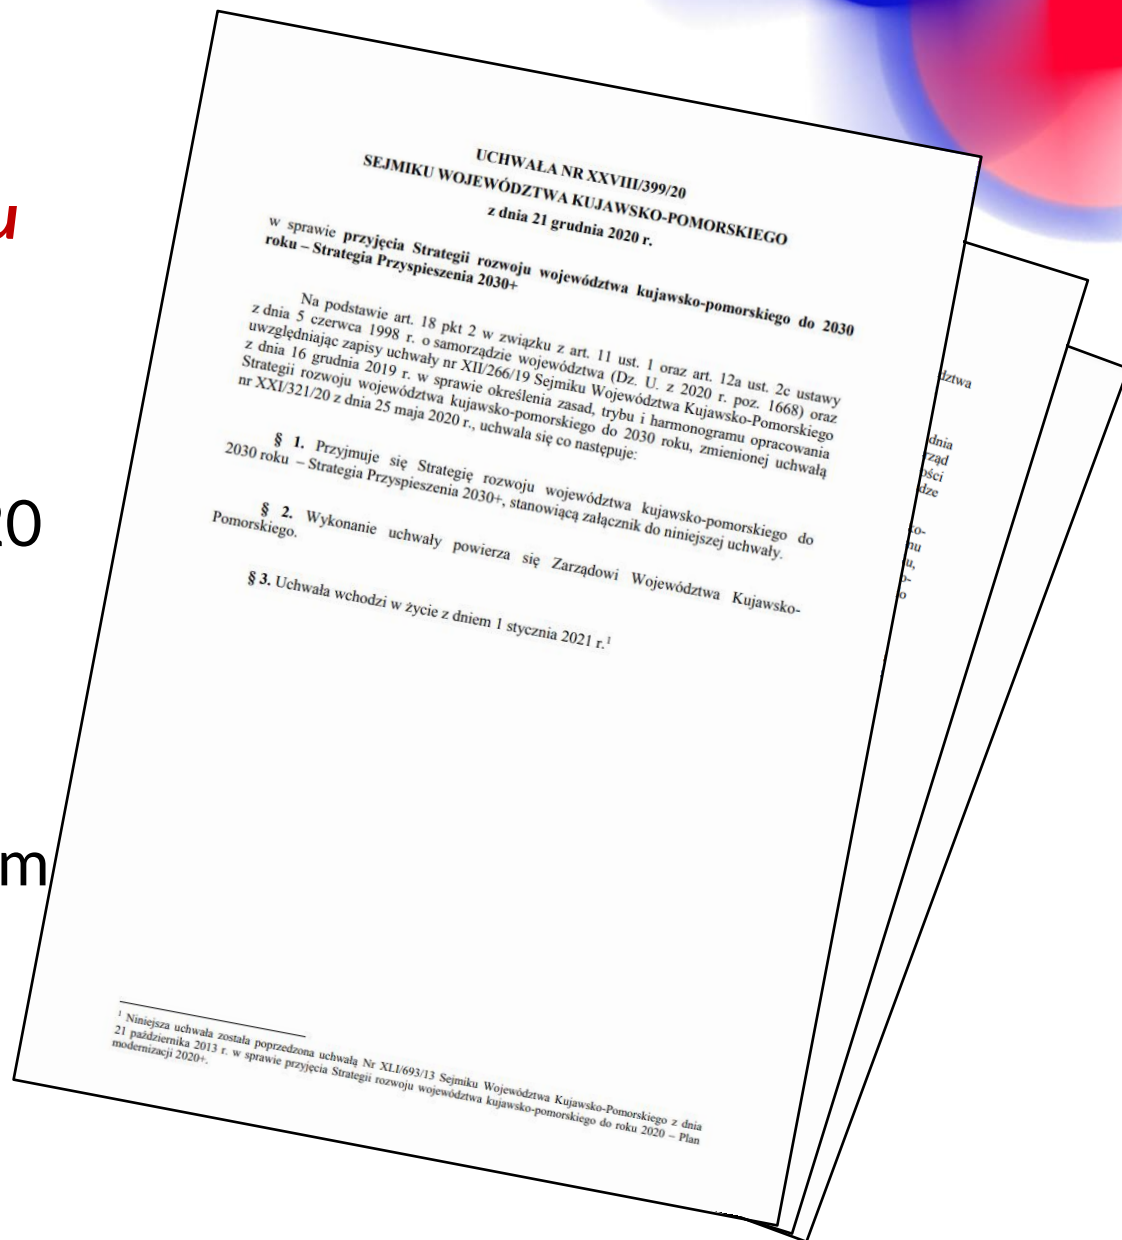 u
20
m
UCHWAŁA NR XXVIII/399/20
SEJMIKU WOJEWÓDZTWA KUJAWSKO-POMORSKIEGO
z dnia 21 grudnia 2020 r.
w sprawie przyjęcia Strategii rozwoju województwa kujawsko-pomorskiego do 2030
roku – Strategia Przyspieszenia 2030+
Na podstawie art. 18 pkt 2 w związku z art. 11 ust. 1 oraz art. 12a ust. 2c ustawy
z dnia 5 czerwca 1998 r. o samorządzie województwa (Dz. U. z 2020 r. poz. 1668) oraz
uwzględniając zapisy uchwały nr XII/266/19 Sejmiku Województwa Kujawsko-Pomorskiego
z dnia 16 grudnia 2019 r. w sprawie określenia zasad, trybu i harmonogramu opracowania
Strategii rozwoju województwa kujawsko-pomorskiego do 2030 roku, zmienionej uchwałą
nr XXI/321/20 z dnia 25 maja 2020 r., uchwala się co następuje:
§ 1. Przyjmuje się Strategię rozwoju województwa kujawsko-pomorskiego do
2030 roku – Strategia Przyspieszenia 2030+, stanowiącą załącznik do niniejszej uchwały.
§ 2. Wykonanie uchwały powierza się Zarządowi Województwa Kujawsko-
Pomorskiego.
§ 3. Uchwała wchodzi w życie z dniem 1 stycznia 2021 r.¹
¹ Niniejsza uchwała została poprzedzona uchwałą Nr XLI/693/13 Sejmiku Województwa Kujawsko-Pomorskiego z dnia
21 października 2013 r. w sprawie przyjęcia Strategii rozwoju województwa kujawsko-pomorskiego do roku 2020 – Plan
modernizacji 2020+.
dztwa
dnia
rząd
ości
dze
ko-
nu
u,
o-
o